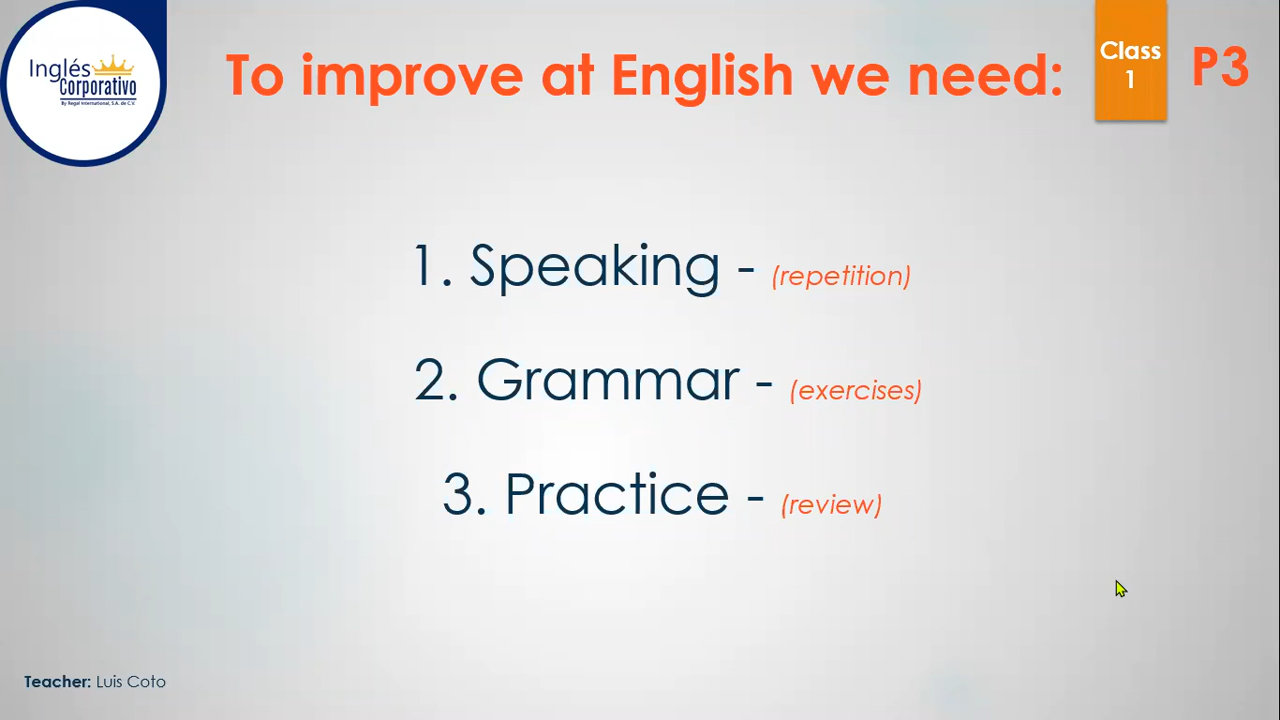 Inglés
Corporativo
By Regal International, S.A. de C.V.
To improve at English we need:
Class
1
P3
1. Speaking - (repetition)
2. Grammar - (exercises)
3. Practice - (review)
Teacher: Luis Coto